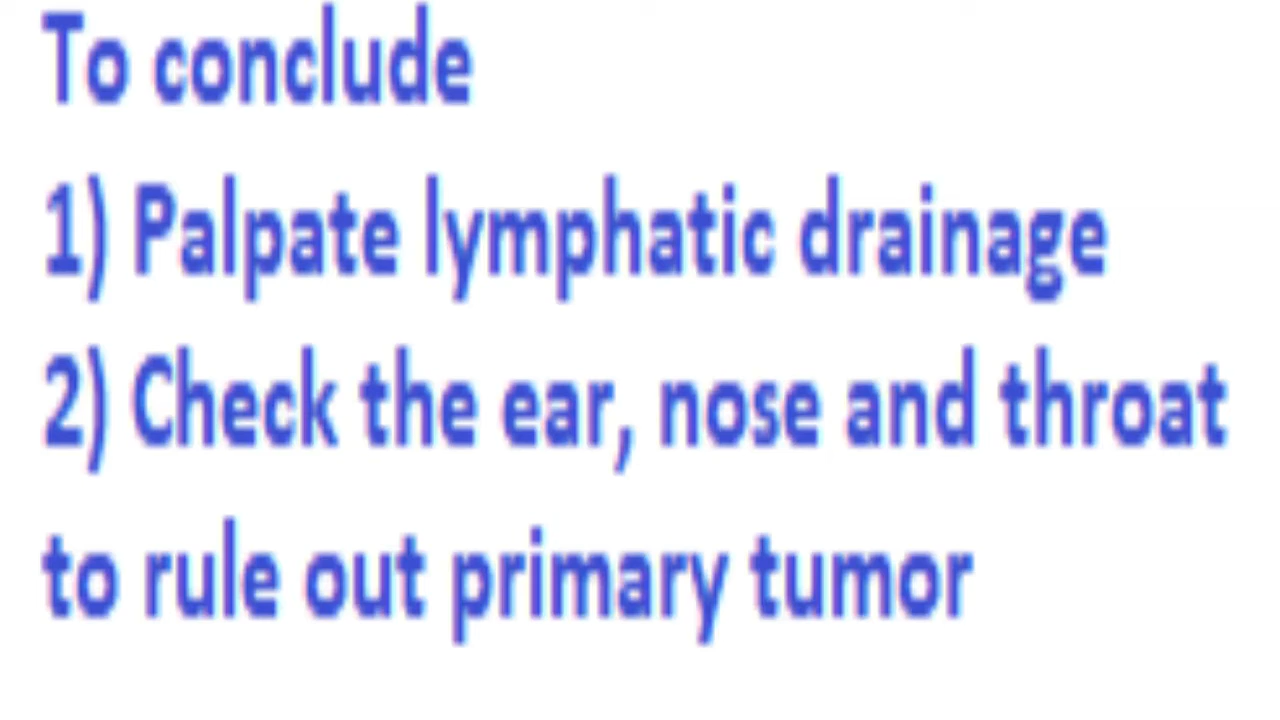 To conclude
1) Palpate lymphatic drainage
2) Check the ear, nose and throat
to rule out primary tumor